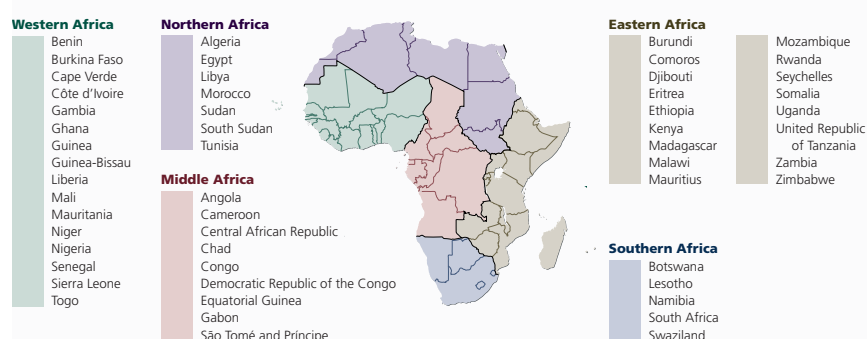 Western Africa
Benin
Burkina Faso
Cape Verde
Côte d’Ivoire
Gambia
Ghana
Guinea
Guinea-Bissau
Liberia
Mali
Mauritania
Niger
Nigeria
Senegal
Sierra Leone
Togo
Northern Africa
Algeria
Egypt
Libya
Morocco
Sudan
South Sudan
Tunisia
Middle Africa
Angola
Cameroon
Central African Republic
Chad
Congo
Democratic Republic of the Congo
Equatorial Guinea
Gabon
São Tomé and Príncipe
Eastern Africa
Burundi
Comoros
Djibouti
Eritrea
Ethiopia
Kenya
Madagascar
Malawi
Mauritius
Mozambique
Rwanda
Seychelles
Somalia
Uganda
United Republic
of Tanzania
Zambia
Zimbabwe
Southern Africa
Botswana
Lesotho
Namibia
South Africa
Swaziland